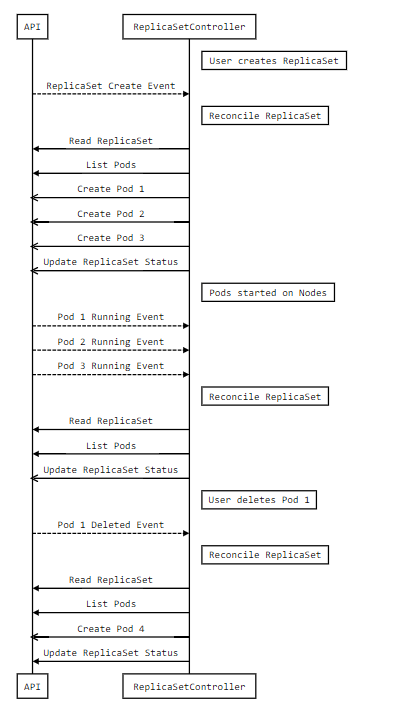 API
ReplicaSetController
User creates ReplicaSet
ReplicaSet Create Event
Reconcile ReplicaSet
Read ReplicaSet
List Pods
Create Pod 1
Create Pod 2
Create Pod 3
Update ReplicaSet Status
Pods started on Nodes
Pod 1 Running Event
Pod 2 Running Event
Pod 3 Running Event
Reconcile ReplicaSet
Read ReplicaSet
List Pods
Update ReplicaSet Status
User deletes Pod 1
Pod 1 Deleted Event
Reconcile ReplicaSet
Read ReplicaSet
List Pods
Create Pod 4
Update ReplicaSet Status
API
ReplicaSetController